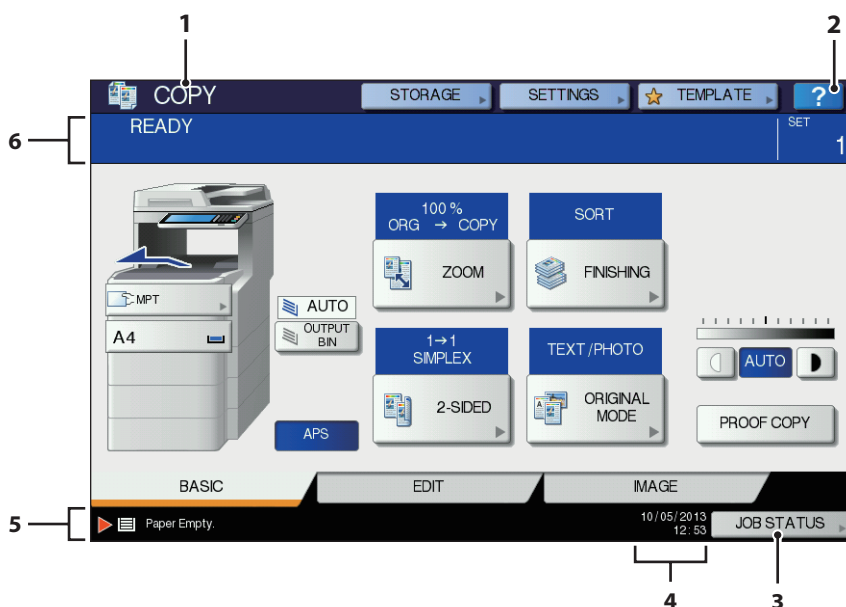 1
2
COPY
STORAGE
SETTINGS
TEMPLATE
?
6
READY
SET
1
100 %
ORG → COPY
ZOOM
SORT
FINISHING
MPT
A4
AUTO
OUTPUT
BIN
1→1
SIMPLEX
2-SIDED
TEXT/PHOTO
ORIGINAL
MODE
AUTO
PROOF COPY
APS
BASIC
EDIT
IMAGE
5
Paper Empty.
10/05/2013
12:53
JOB STATUS
4
3